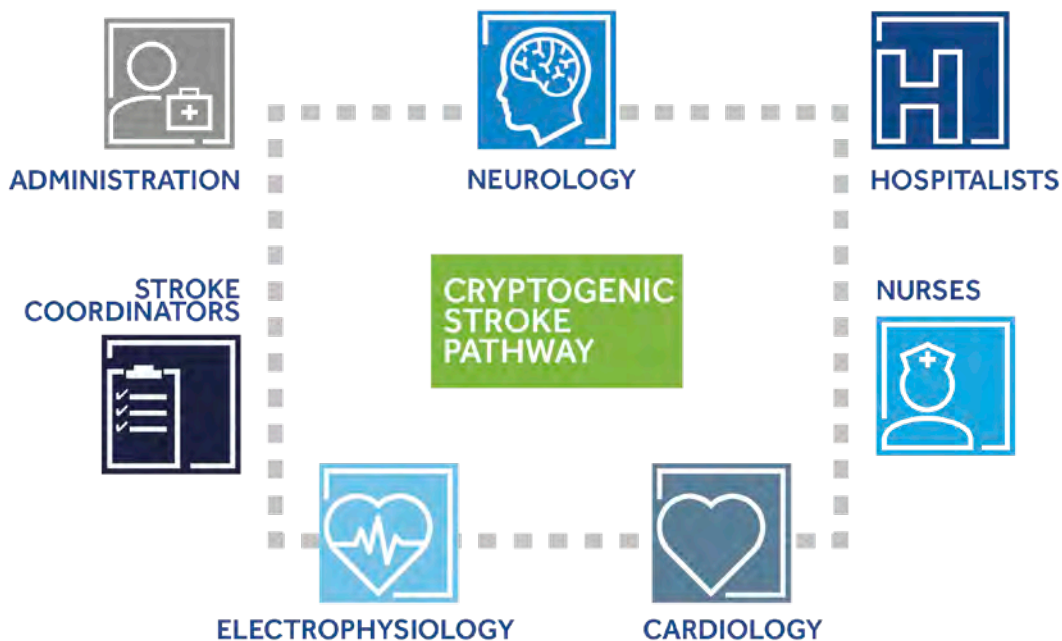 ADMINISTRATION
NEUROLOGY
HOSPITALISTS
STROKE
COORDINATORS
CRYPTOGENIC
STROKE
PATHWAY
NURSES
ELECTROPHYSIOLOGY
CARDIOLOGY